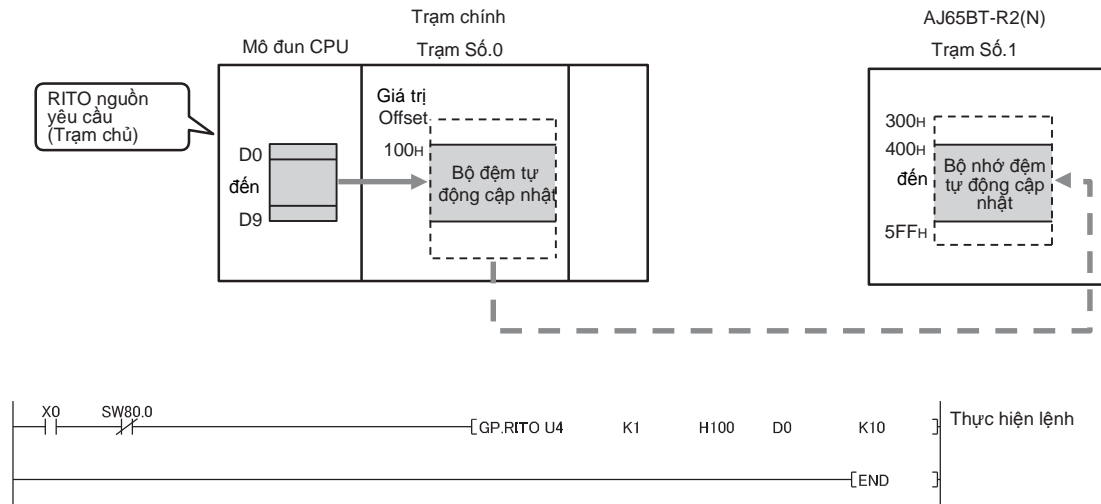 Trạm chính
AJ65BT-R2(N)
Mô đun CPU
Trạm Số.0
Trạm Số.1
RITO nguồn
yêu cầu
(Trạm chủ)
Giá trị
Offset
100H
D0
đến
D9
Bộ đệm tự
động cập nhật
300H
400H
đến
5FFH
Bộ nhớ đệm
tự động cập
nhật
X0 SW80.0
GP.RITO U4 K1 H100 D0 K10
Thực hiện lệnh
END